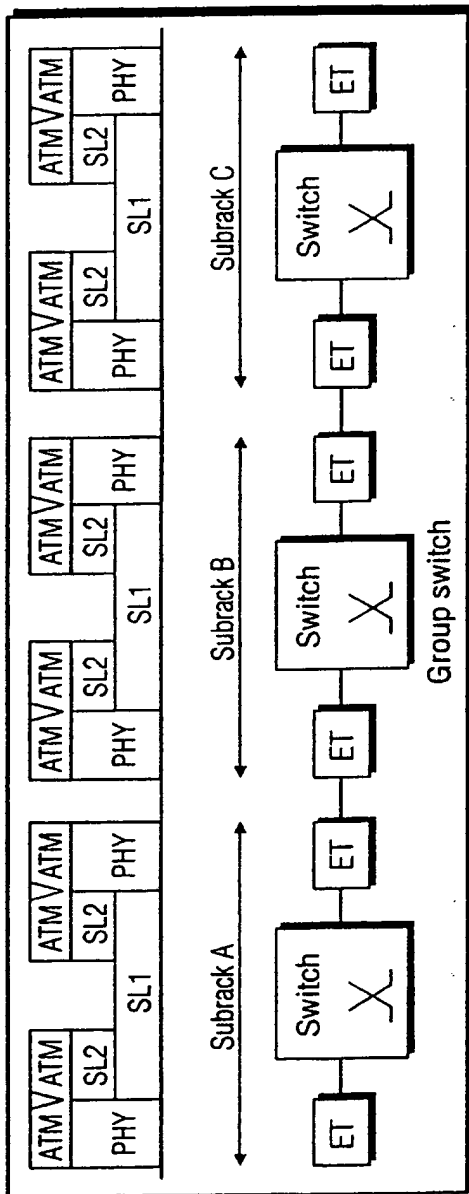 ATM ATM ATM ATM ATM ATM ATM ATM ATM ATM ATM ATM
PHY SL2 SL2 PHY PHY SL2 SL2 PHY PHY SL2 SL2 PHY
SL1 SL1 SL1
Subrack A Subrack B Subrack C
ET Switch ET ET Switch ET ET Switch ET
Group switch